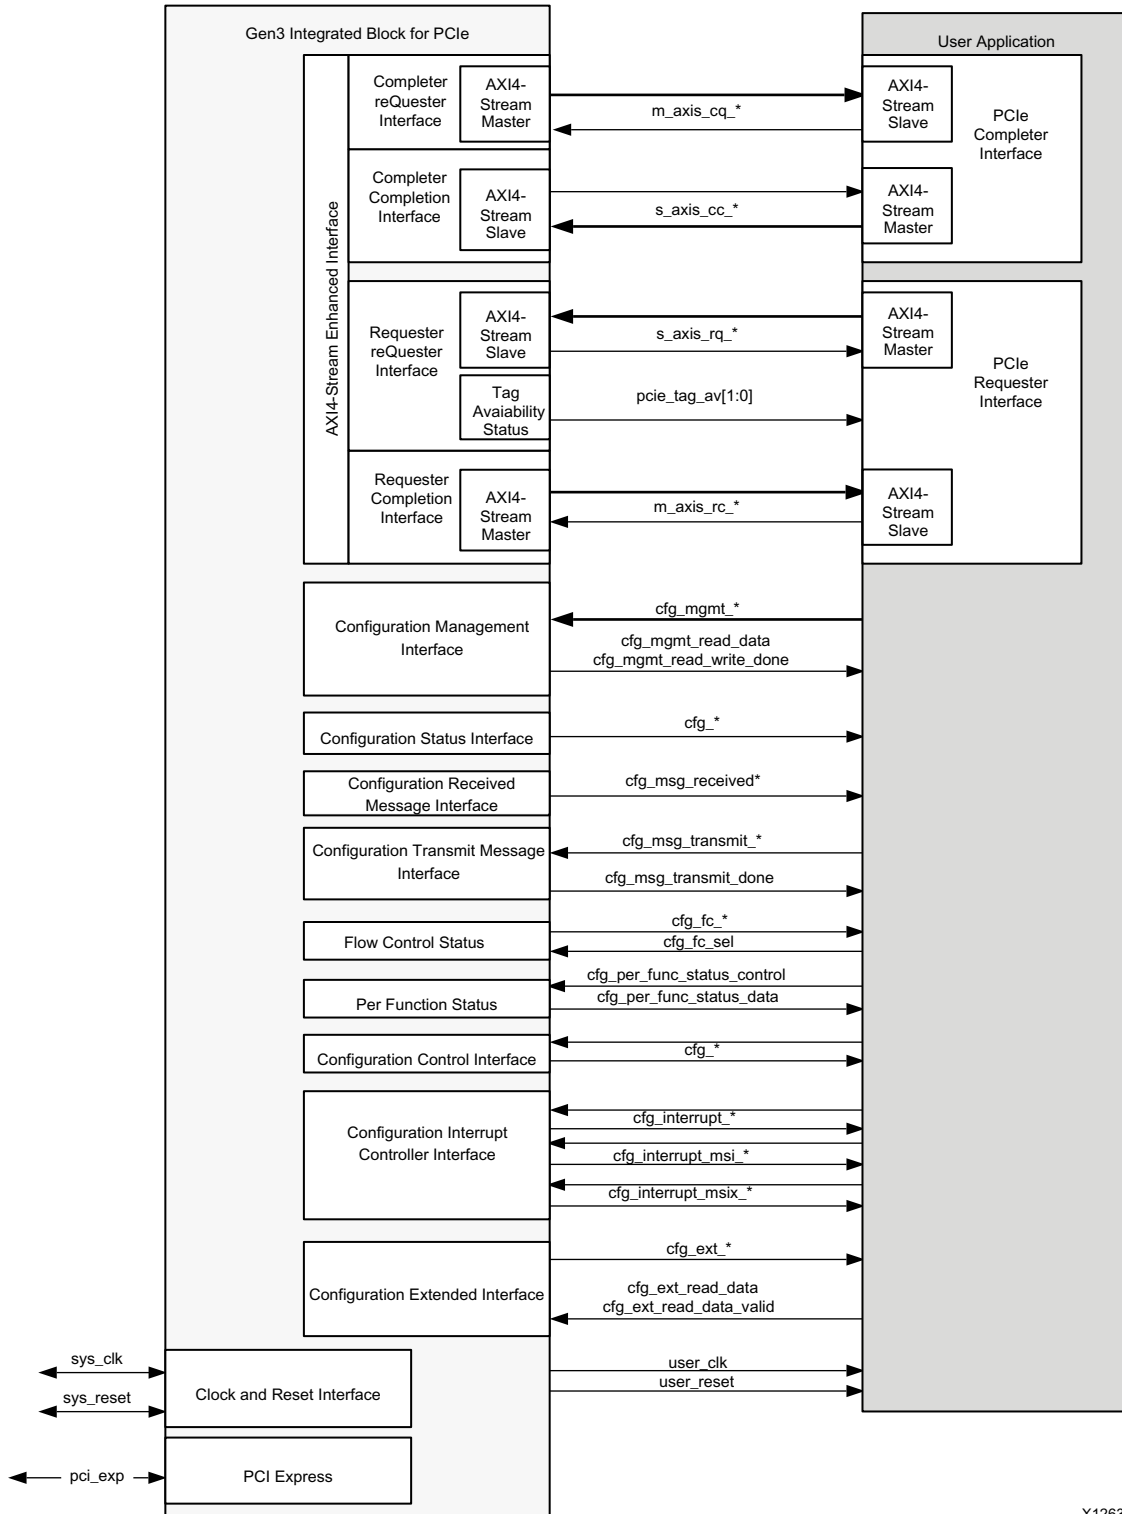 Gen3 Integrated Block for PCIe
User Application
AXI4-Stream Enhanced Interface
Completer
reQuester
Interface
AXI4-
Stream
Master
m_axis_cq_*
AXI4-
Stream
Slave
PCIe
Completer
Interface
Completer
Completion
Interface
AXI4-
Stream
Slave
s_axis_cc_*
AXI4-
Stream
Master
Requester
reQuester
Interface
AXI4-
Stream
Slave
s_axis_rq_*
AXI4-
Stream
Master
PCIe
Requester
Interface
Tag
Avaiability
Status
pcie_tag_av[1:0]
Requester
Completion
Interface
AXI4-
Stream
Master
m_axis_rc_*
AXI4-
Stream
Slave
Configuration Management
Interface
cfg_mgmt_*
cfg_mgmt_read_data
cfg_mgmt_read_write_done
Configuration Status Interface
cfg_*
Configuration Received
Message Interface
cfg_msg_received*
Configuration Transmit Message
Interface
cfg_msg_transmit_*
cfg_msg_transmit_done
Flow Control Status
cfg_fc_*
cfg_fc_sel
Per Function Status
cfg_per_func_status_control
cfg_per_func_status_data
Configuration Control Interface
cfg_*
Configuration Interrupt
Controller Interface
cfg_interrupt_*
cfg_interrupt_msi_*
cfg_interrupt_msix_*
Configuration Extended Interface
cfg_ext_*
cfg_ext_read_data
cfg_ext_read_data_valid
sys_clk
sys_reset
Clock and Reset Interface
user_clk
user_reset
pci_exp
PCI Express